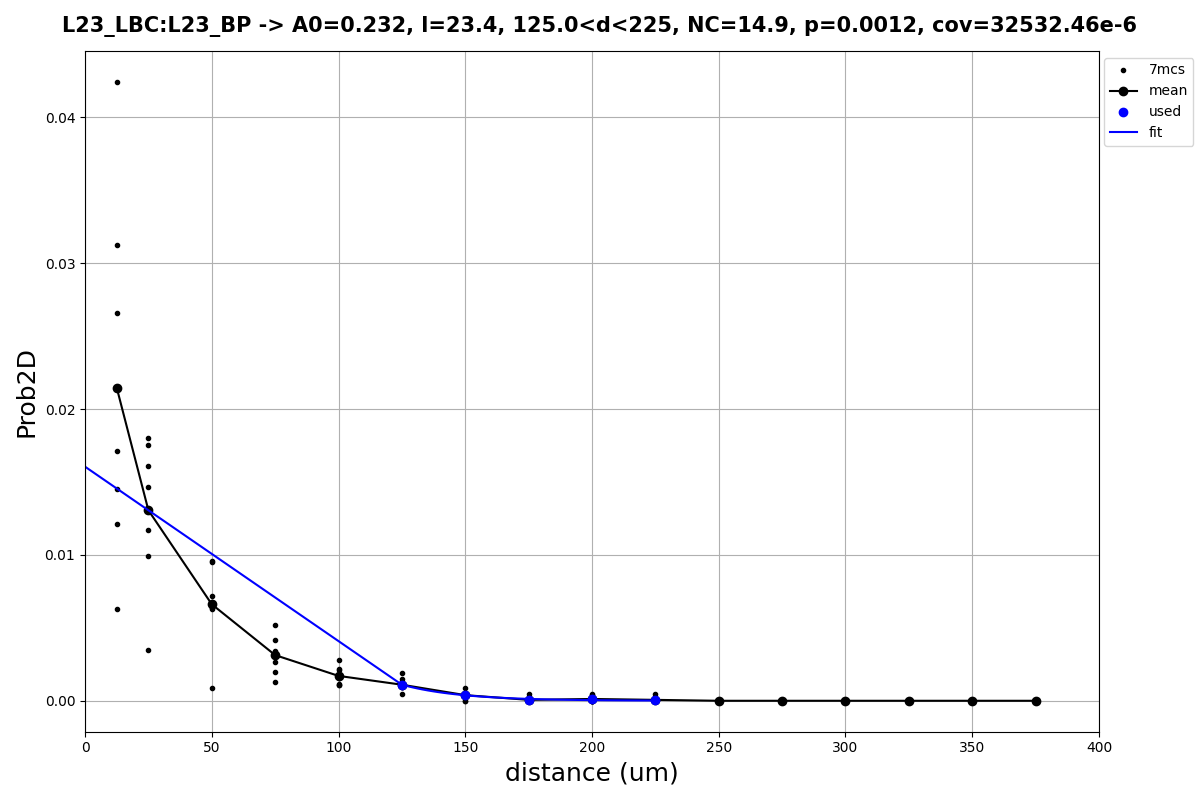 L23_LBC:L23_BP -> A0=0.232, l=23.4, 125.0<d<225, NC=14.9, p=0.0012, cov=32532.46e-6
7mcs
mean
used
fit
Prob2D
0.04
0.03
0.02
0.01
0.00
0 50 100 150 200 250 300 350 400
distance (um)